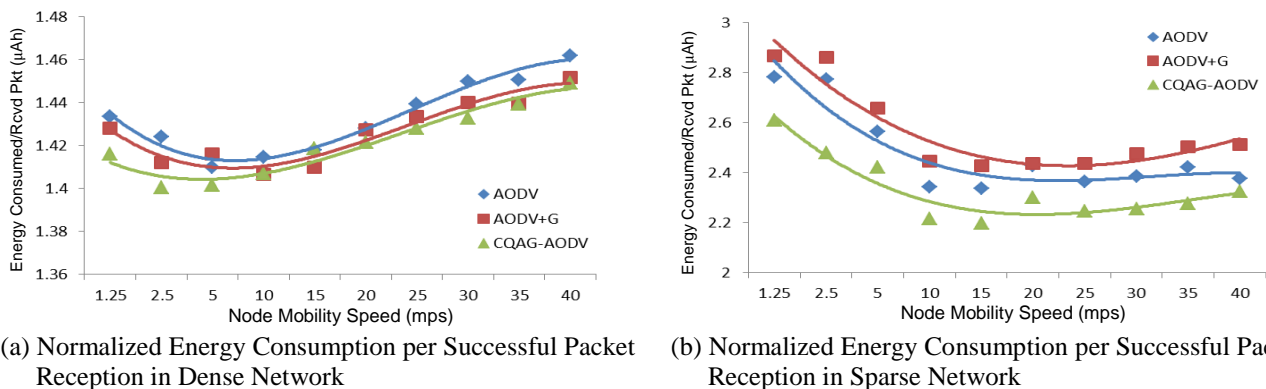 Energy Consumed/Rcvd Pkt (µAh)
1.48
1.46
1.44
1.42
1.4
1.38
1.36
AODV
AODV+G
CQAG-AODV
1.25 2.5 5 10 15 20 25 30 35 40
Node Mobility Speed (mps)
(a) Normalized Energy Consumption per Successful Packet
Reception in Dense Network
Energy Consumed/Rcvd Pkt (µAh)
3
2.8
2.6
2.4
2.2
2
AODV
AODV+G
CQAG-AODV
1.25 2.5 5 10 15 20 25 30 35 40
Node Mobility Speed (mps)
(b) Normalized Energy Consumption per Successful Pac
Reception in Sparse Network